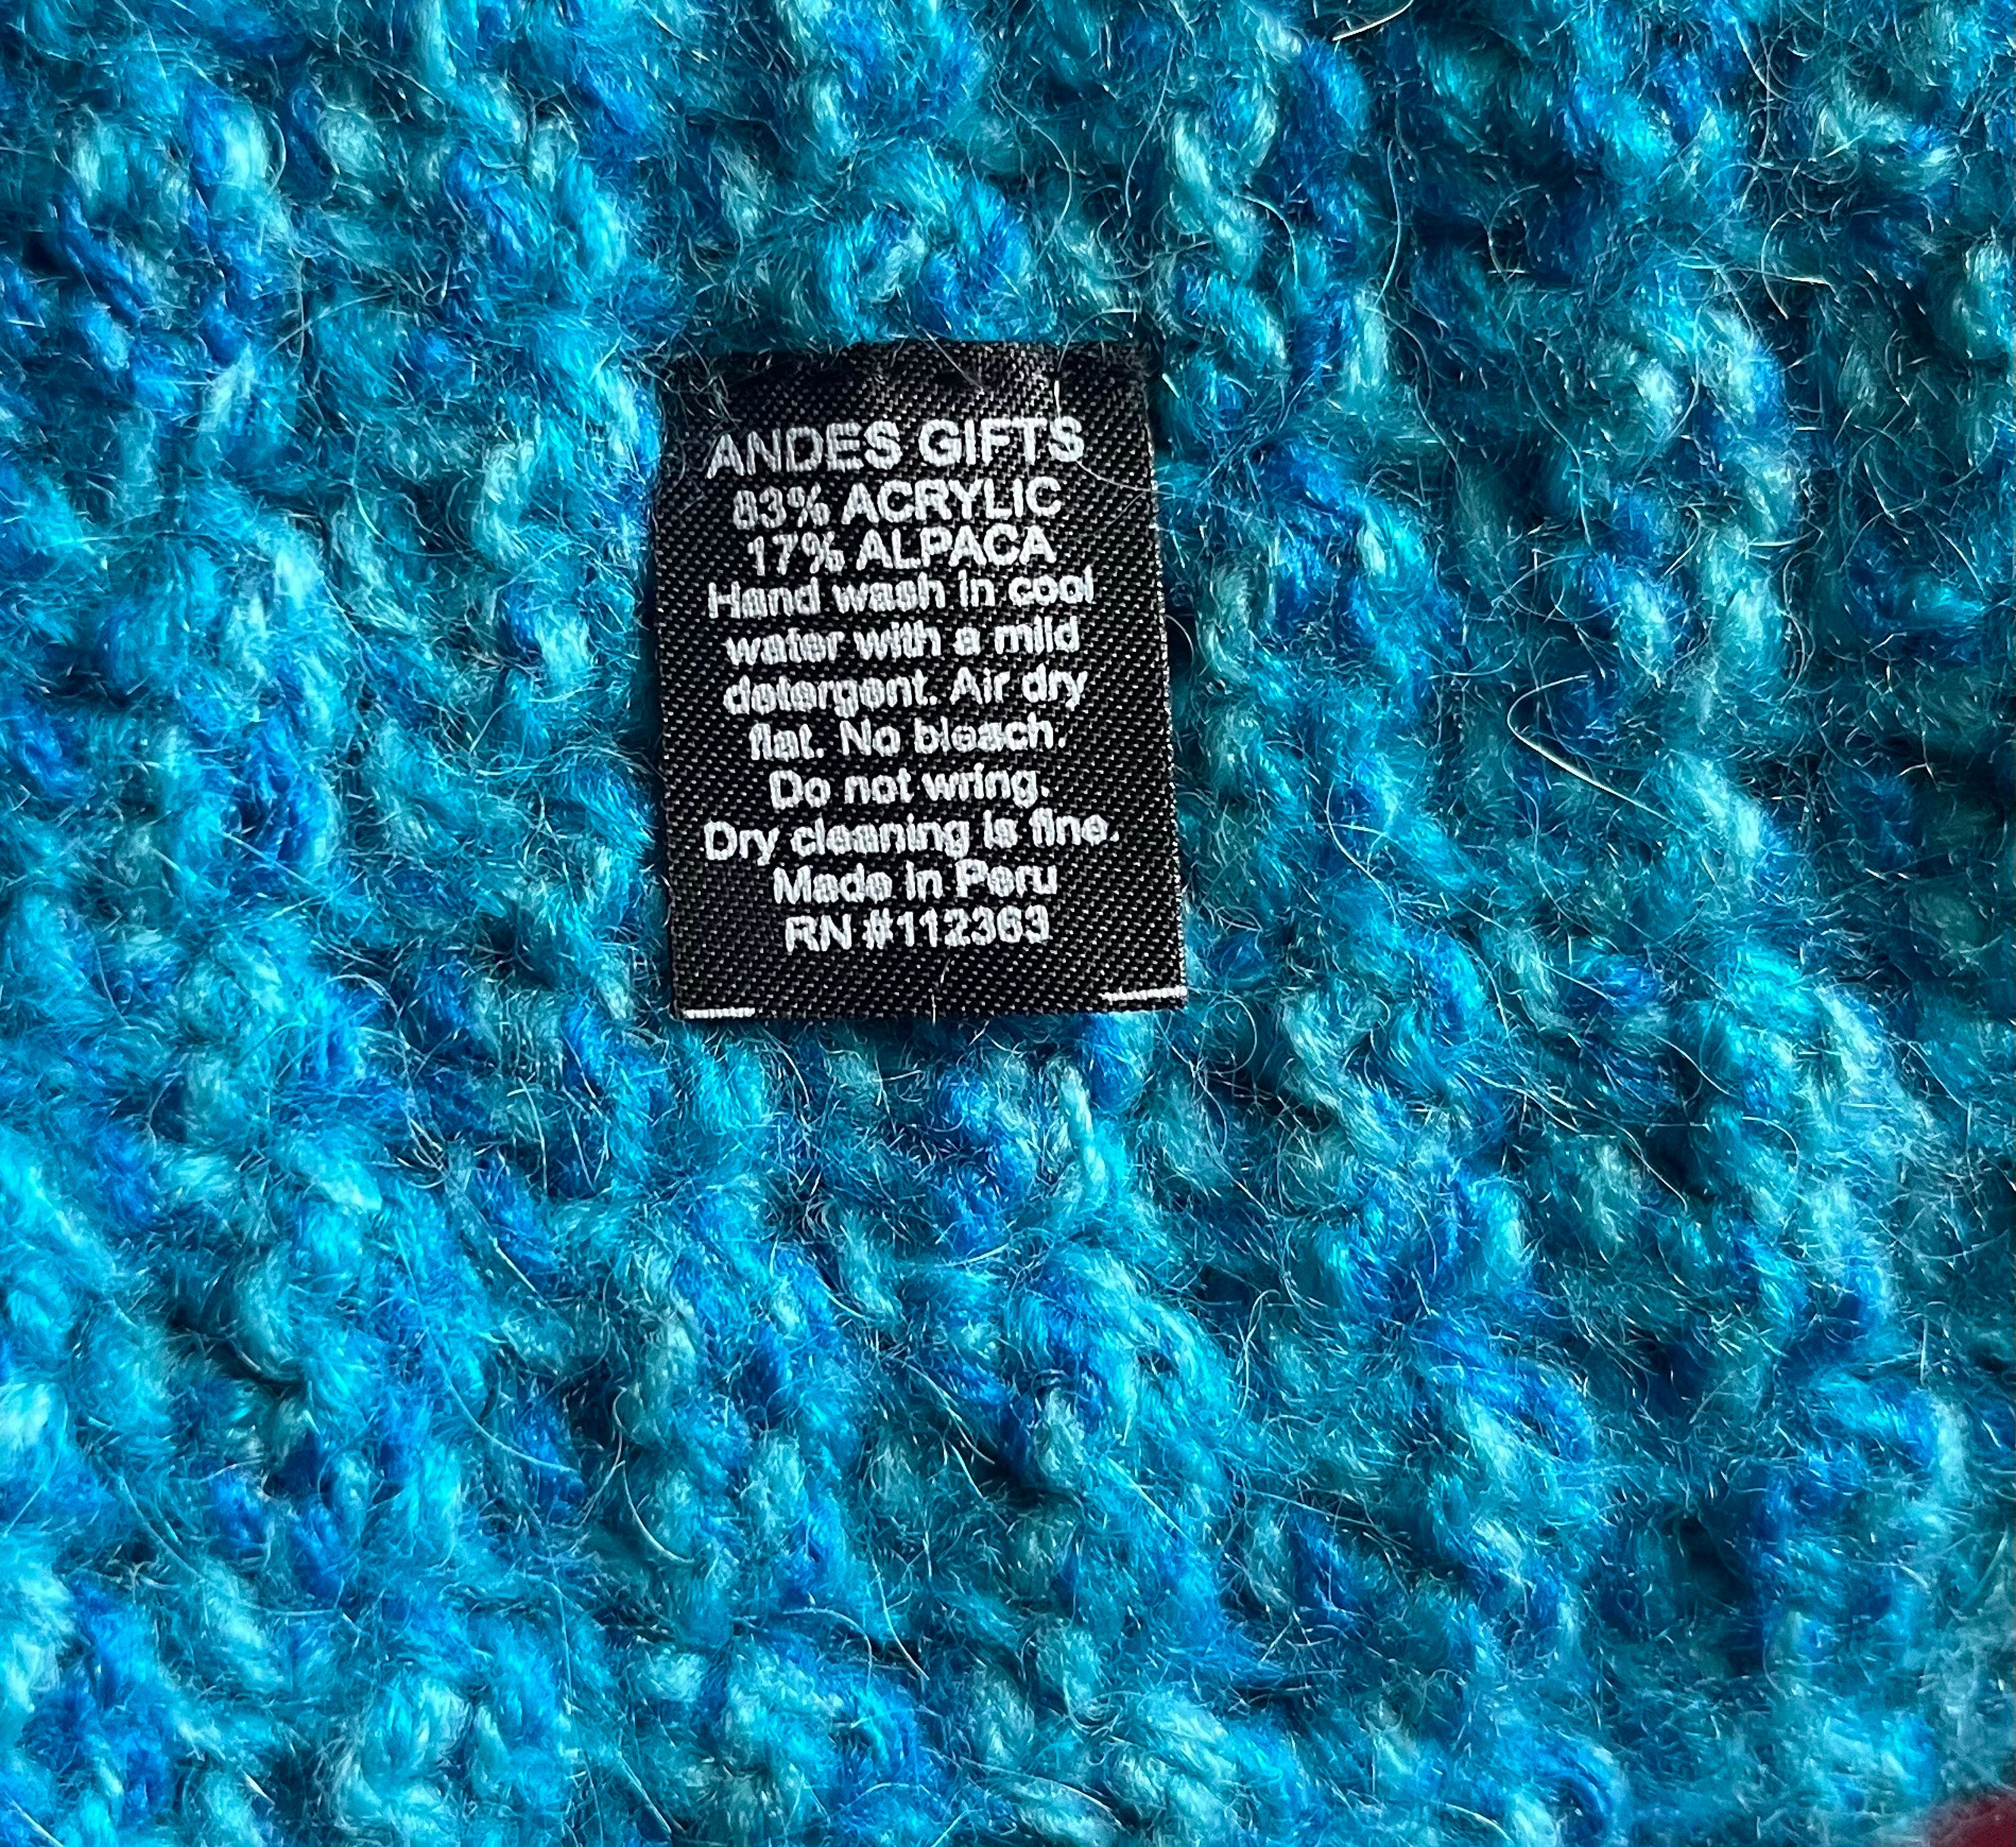 ANDES GIFTS
83% ACRYLIC
17% ALPACA
Hand wash in cool
water with a mild
detergent. Air dry
flat. No bleach.
Do not wring.
Dry cleaning is fine.
Made in Peru
RN #112363